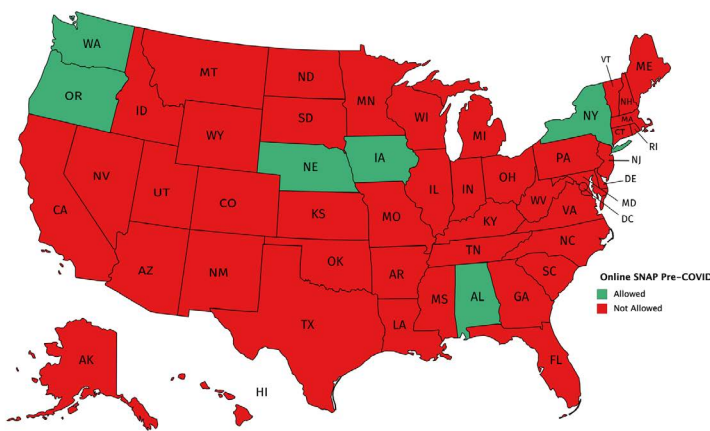 WA
OR
CA
NV
ID
MT
WY
UT
AZ
CO
NM
ND
SD
NE
KS
OK
TX
MN
IA
MO
AR
LA
WI
IL
MI
IN
OH
KY
TN
MS
AL
GA
FL
SC
NC
VA
WV
PA
NY
VT
NH
ME
MA
CT
RI
NJ
DE
MD
DC
AK
HI
Online SNAP Pre-COVID
Allowed
Not Allowed